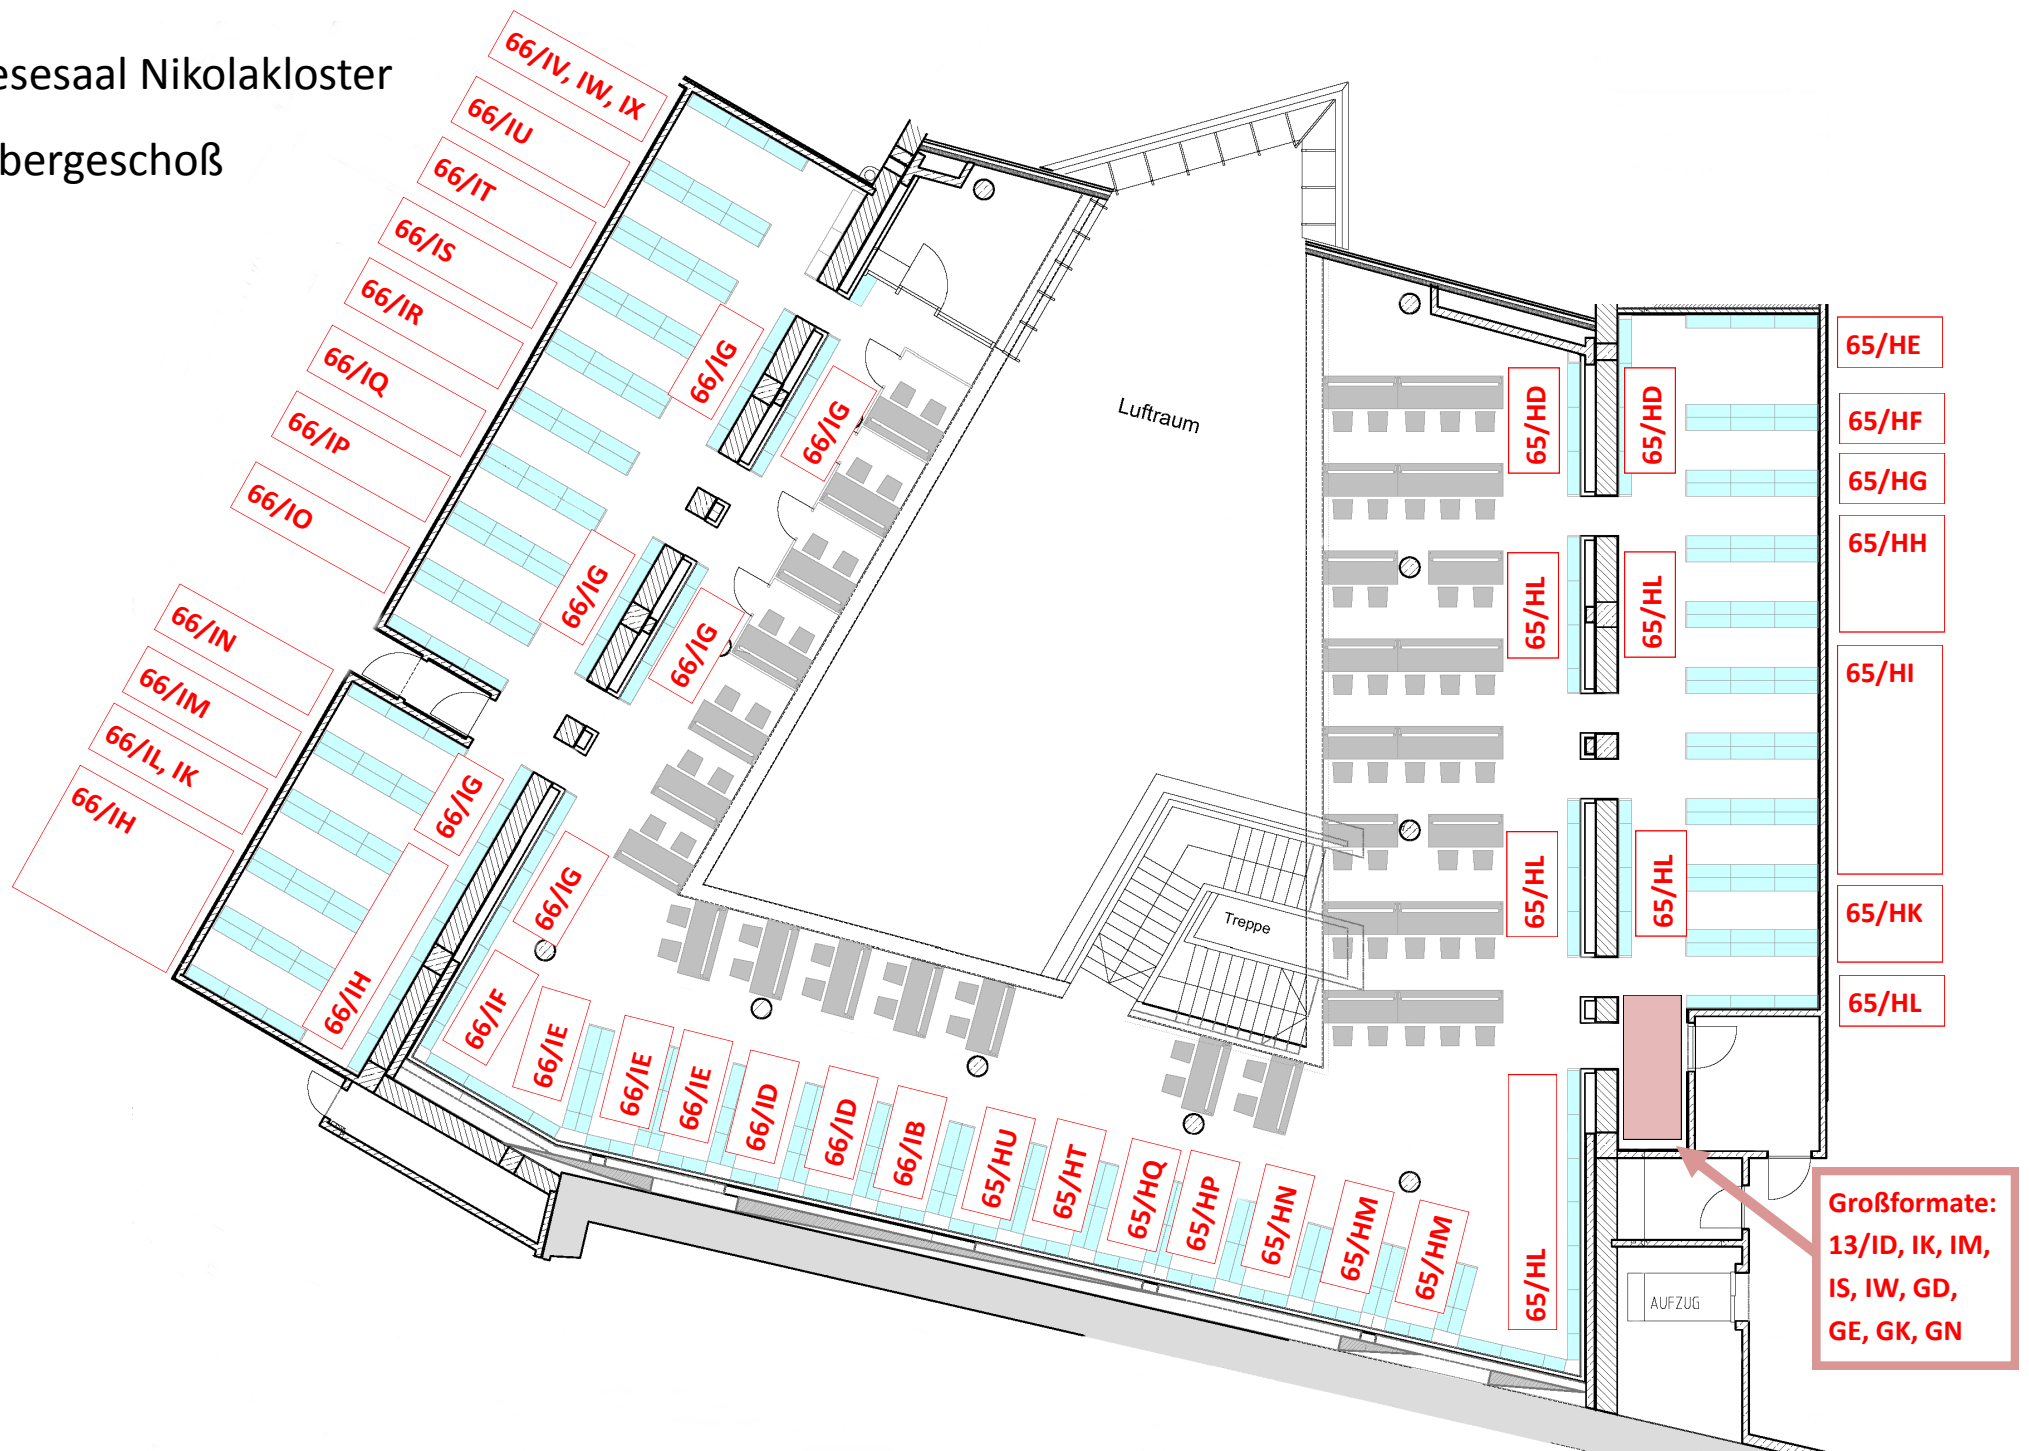 esesaal Nikolakloster
bergeschoß
66/IV, IW, IX
66/IU
66/IT
66/IS
66/IR
66/IQ
66/IP
66/IO
66/IN
66/IM
66/IL, IK
66/IH
66/IG
66/IG
66/IG
66/IG
66/IG
66/IG
66/IH
66/IF
66/IE
66/IE
66/IE
66/ID
66/ID
66/IB
65/HU
65/HT
65/HQ
65/HP
65/HN
65/HM
65/HM
65/HL
Luftraum
Treppe
65/HD
65/HD
65/HL
65/HL
65/HL
65/HL
65/HE
65/HF
65/HG
65/HH
65/HI
65/HK
65/HL
AUFZUG
Großformate:
13/ID, IK, IM,
IS, IW, GD,
GE, GK, GN